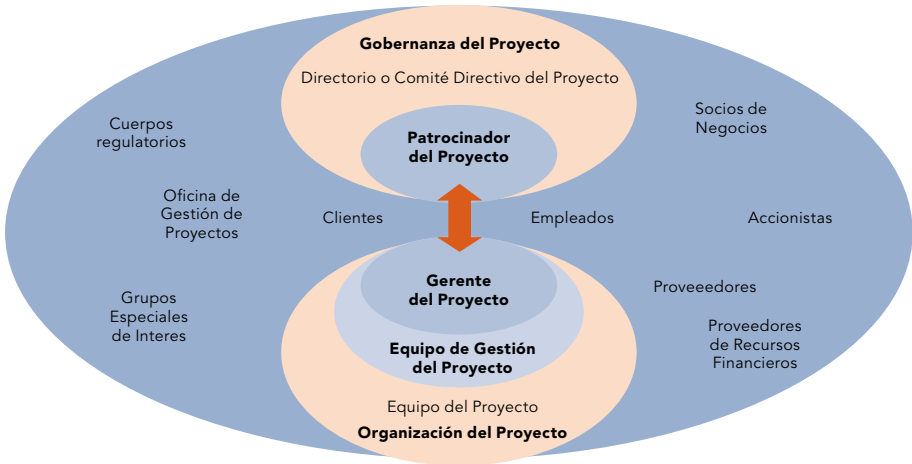 Gobernanza del Proyecto
Directorio o Comité Directivo del Proyecto
Patrocinador
del Proyecto
Cuerpos
regulatorios
Socios de
Negocios
Oficina de
Gestión de
Proyectos
Clientes
Empleados
Accionistas
Gerente
del Proyecto
Grupos
Especiales
de Interes
Proveeedores
Proveedores
de Recursos
Financieros
Equipo de Gestión
del Proyecto
Equipo del Proyecto
Organización del Proyecto